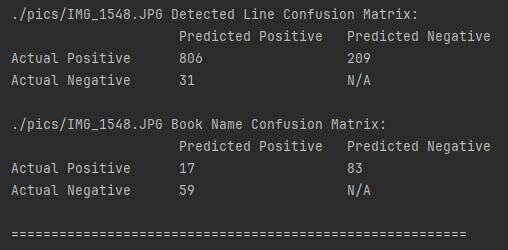 ./pics/IMG_1548.JPG Detected Line Confusion Matrix:
Predicted Positive Predicted Negative
Actual Positive 806 209
Actual Negative 31 N/A
./pics/IMG_1548.JPG Book Name Confusion Matrix:
Predicted Positive Predicted Negative
Actual Positive 17 83
Actual Negative 59 N/A
=========================================================